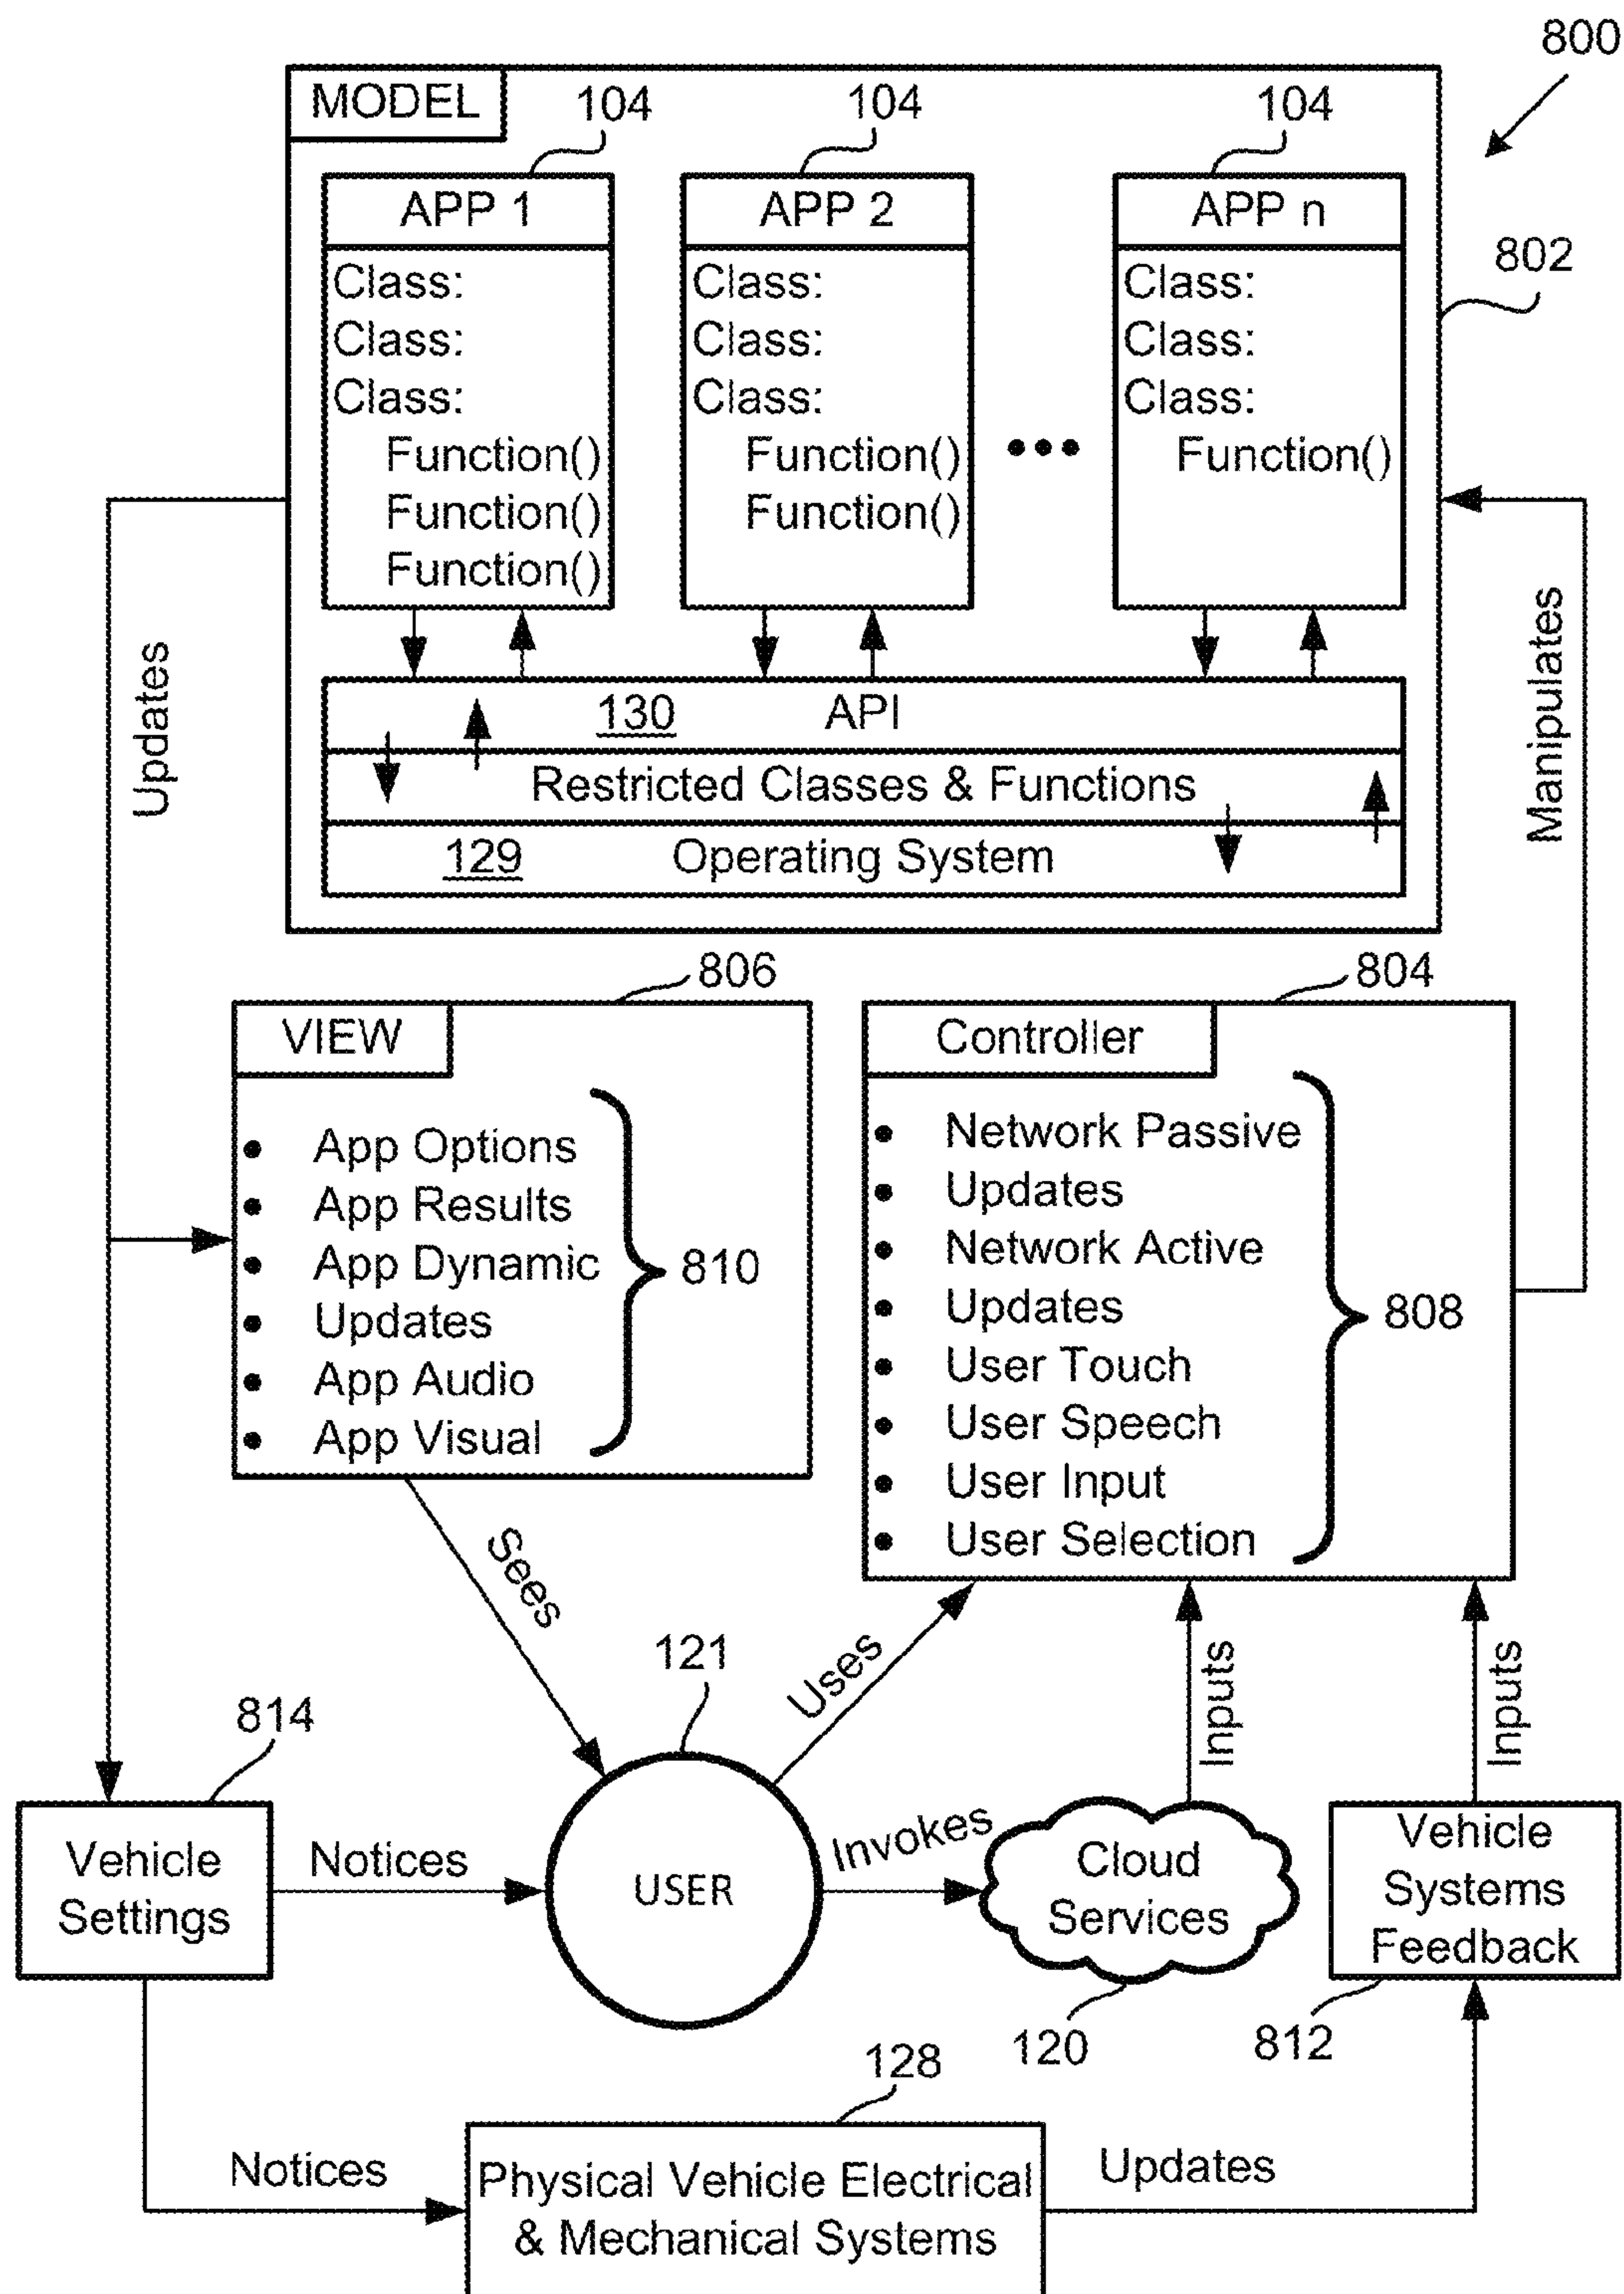 800
MODEL
104
104
104
APP 1
APP 2
APP n
802
Class:
Class:
Class:
Function()
Function()
Function()
Class:
Class:
Class:
Function()
Function()
•••
Class:
Class:
Class:
Function()
Updates
Manipulates
130 API
Restricted Classes & Functions
129 Operating System
806
VIEW
• App Options
• App Results
• App Dynamic
• Updates
• App Audio
• App Visual
810
804
Controller
• Network Passive
• Updates
• Network Active
• Updates
• User Touch
• User Speech
• User Input
• User Selection
808
Sees
121
Uses
Inputs
Inputs
814
Vehicle
Settings
Notices
USER
Invokes
Cloud
Services
120
Vehicle
Systems
Feedback
812
128
Notices
Physical Vehicle Electrical
& Mechanical Systems
Updates